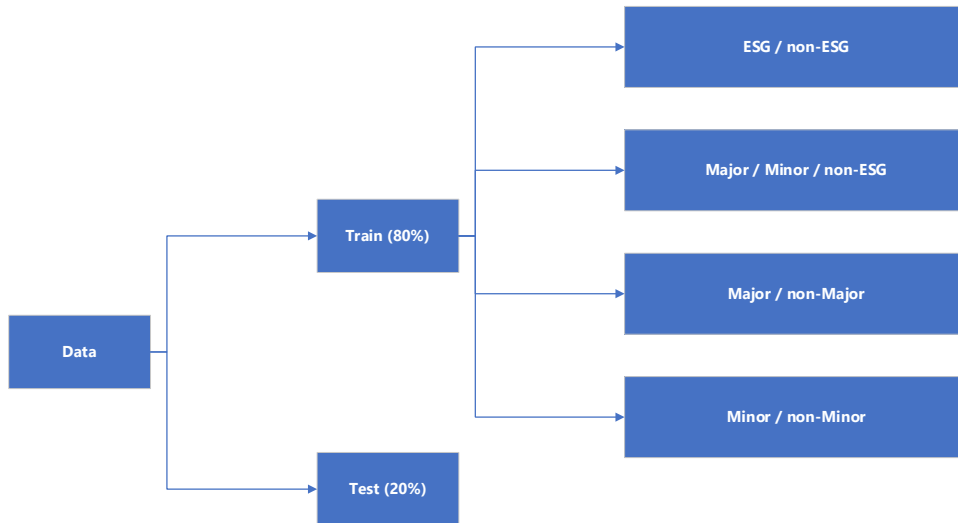 ESG / non-ESG
Major / Minor / non-ESG
Train (80%)
Major / non-Major
Data
Minor / non-Minor
Test (20%)